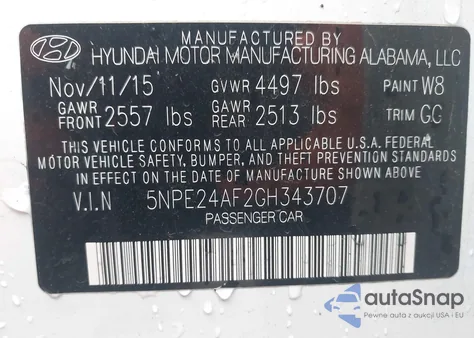 MANUFACTURED BY
HYUNDAI MOTOR MANUFACTURING ALABAMA, LLC
Nov/11/15 GVWR 4497 lbs PAINT W8
GAWR FRONT 2557 lbs GAWR REAR 2513 lbs TRIM GC
THIS VEHICLE CONFORMS TO ALL APPLICABLE U.S.A. FEDERAL
MOTOR VEHICLE SAFETY, BUMPER, AND THEFT PREVENTION STANDARDS
IN EFFECT ON THE DATE OF MANUFACTURE SHOWN ABOVE.
V.I.N 5NPE24AF2GH343707
PASSENGER CAR
autoSnap
Pewne auta z aukcji USA i EU